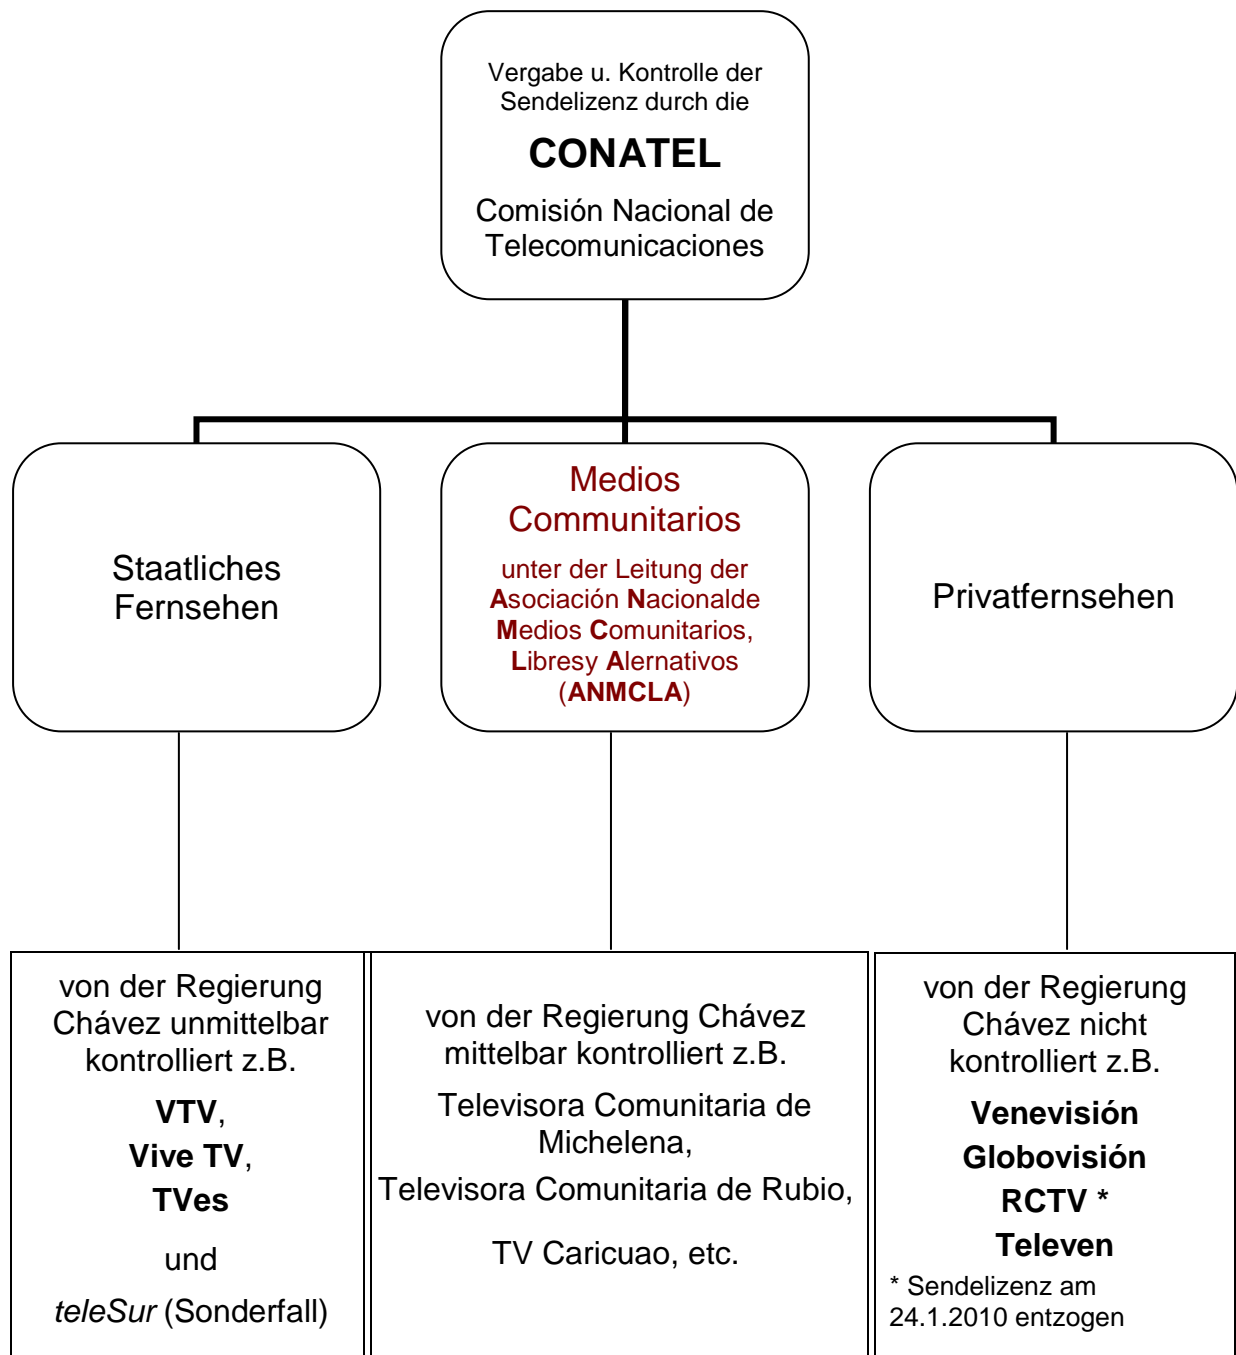 Vergabe u. Kontrolle der
Sendelizenz durch die
CONATEL
Comisión Nacional de
Telecomunicaciones
Staatliches
Fernsehen
Medios
Communitarios
unter der Leitung der
Asociación Nacionalde
Medios Comunitarios,
Libresy Alernativos
(ANMCLA)
Privatfernsehen
von der Regierung
Chávez unmittelbar
kontrolliert z.B.
VTV,
Vive TV,
TVes
und
teleSur (Sonderfall)
von der Regierung Chávez
mittelbar kontrolliert z.B.
Televisora Comunitaria de
Michelena,
Televisora Comunitaria de Rubio,
TV Caricuao, etc.
von der Regierung
Chávez nicht
kontrolliert z.B.
Venevisión
Globovisión
RCTV *
Televen
* Sendelizenz am
24.1.2010 entzogen